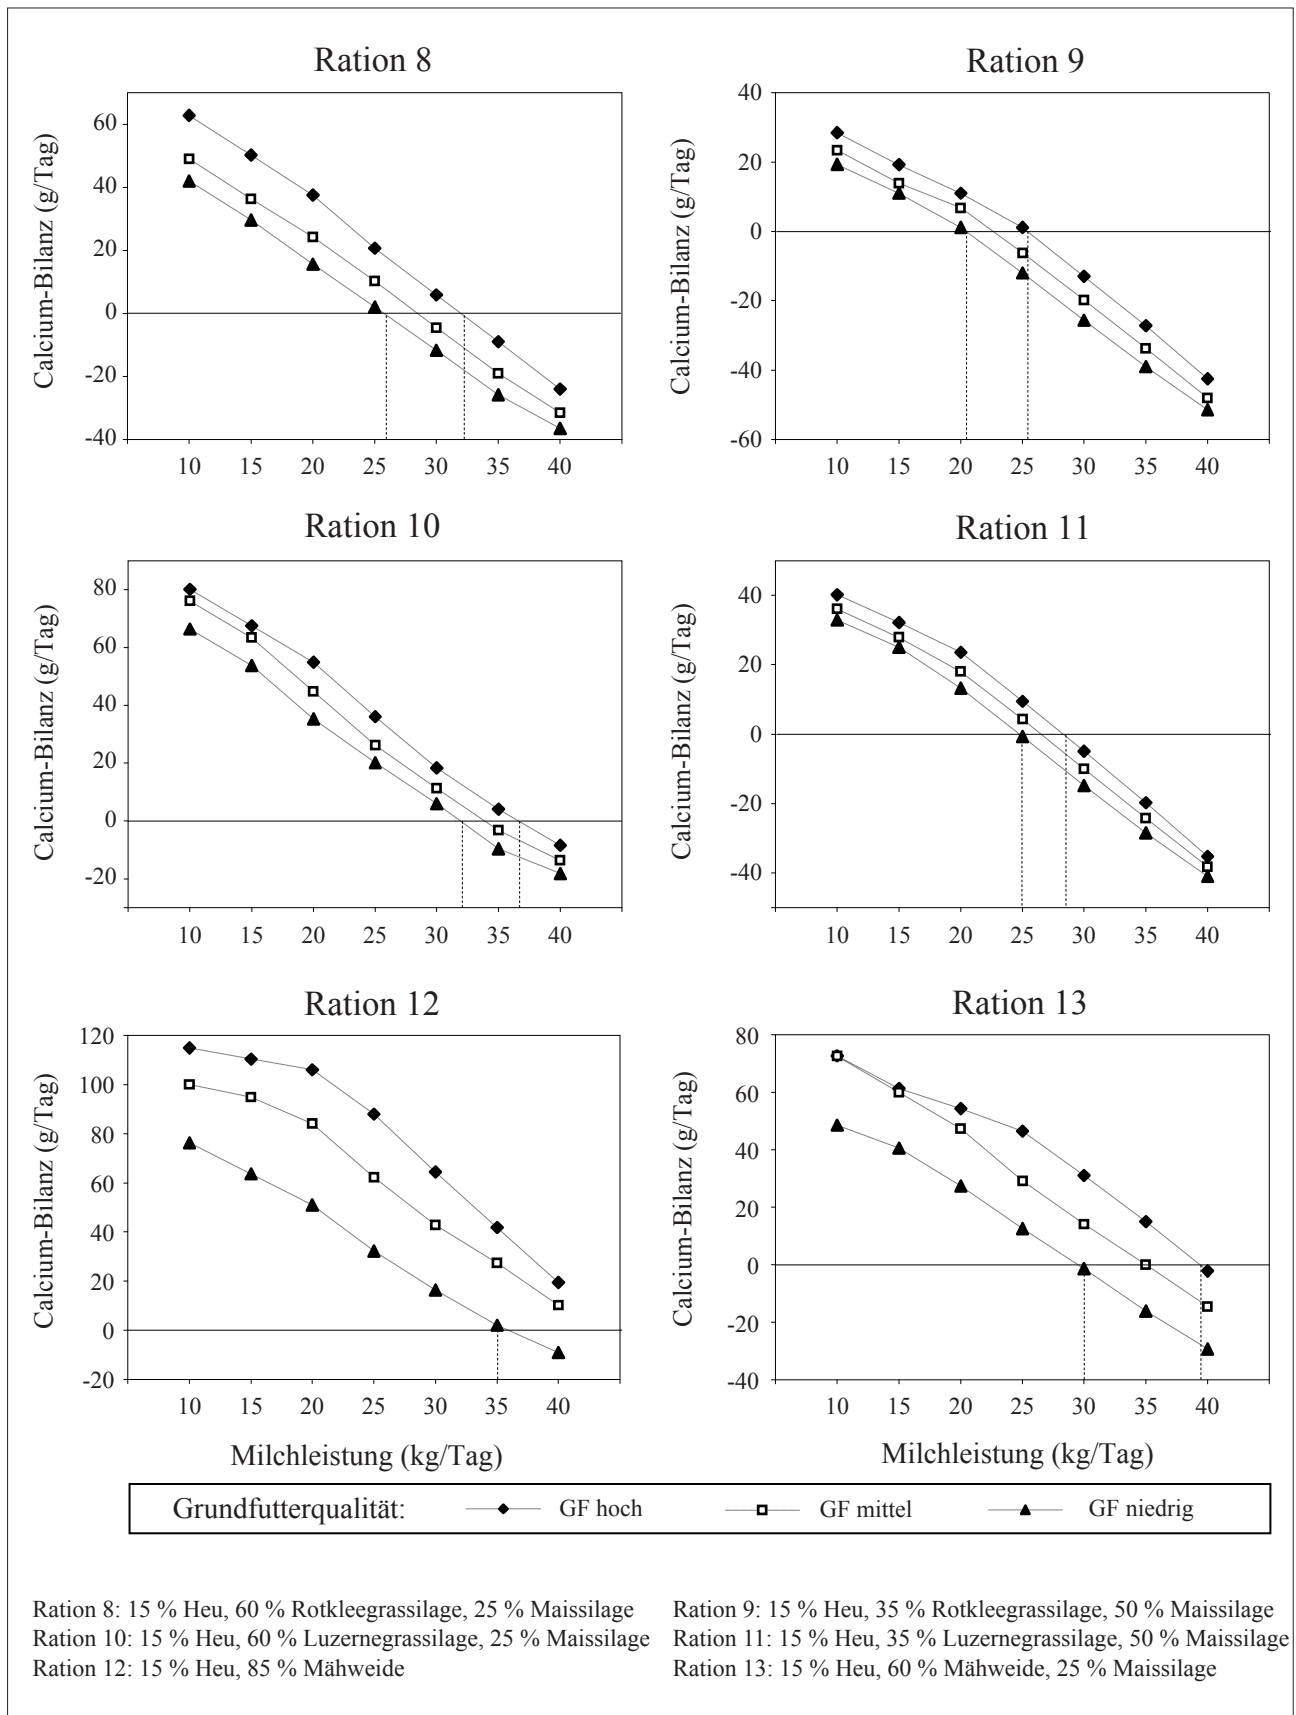 Ration 8
Calcium-Bilanz (g/Tag)
60
40
20
0
-20
-40
10 15 20 25 30 35 40
Ration 9
Calcium-Bilanz (g/Tag)
40
20
0
-20
-40
-60
10 15 20 25 30 35 40
Ration 10
Calcium-Bilanz (g/Tag)
80
60
40
20
0
-20
10 15 20 25 30 35 40
Ration 11
Calcium-Bilanz (g/Tag)
40
20
0
-20
-40
10 15 20 25 30 35 40
Ration 12
Calcium-Bilanz (g/Tag)
120
100
80
60
40
20
0
-20
10 15 20 25 30 35 40
Milchleistung (kg/Tag)
Ration 13
Calcium-Bilanz (g/Tag)
80
60
40
20
0
-20
-40
10 15 20 25 30 35 40
Milchleistung (kg/Tag)
Grundfutterqualität: GF hoch GF mittel GF niedrig
Ration 8: 15 % Heu, 60 % Rotkleegrassilage, 25 % Maissilage
Ration 9: 15 % Heu, 35 % Rotkleegrassilage, 50 % Maissilage
Ration 10: 15 % Heu, 60 % Luzernegrassilage, 25 % Maissilage
Ration 11: 15 % Heu, 35 % Luzernegrassilage, 50 % Maissilage
Ration 12: 15 % Heu, 85 % Mähweide
Ration 13: 15 % Heu, 60 % Mähweide, 25 % Maissilage